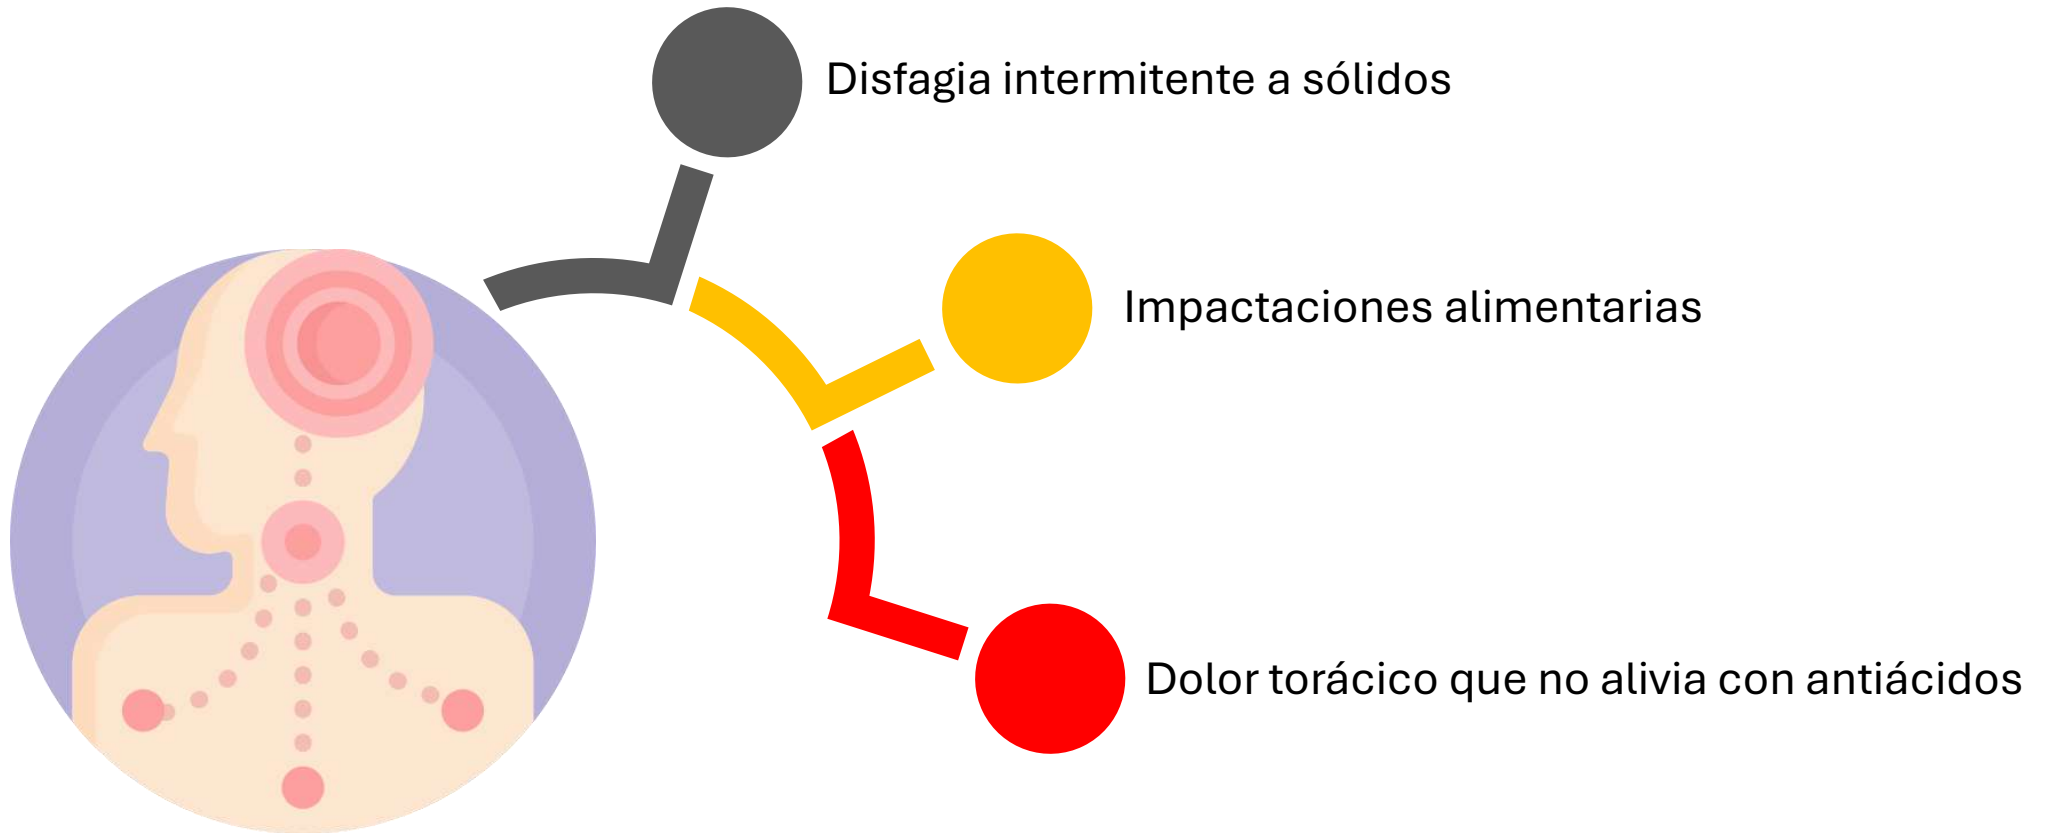 Disfagia intermitente a sólidos
Impactaciones alimentarias
Dolor torácico que no alivia con antiácidos